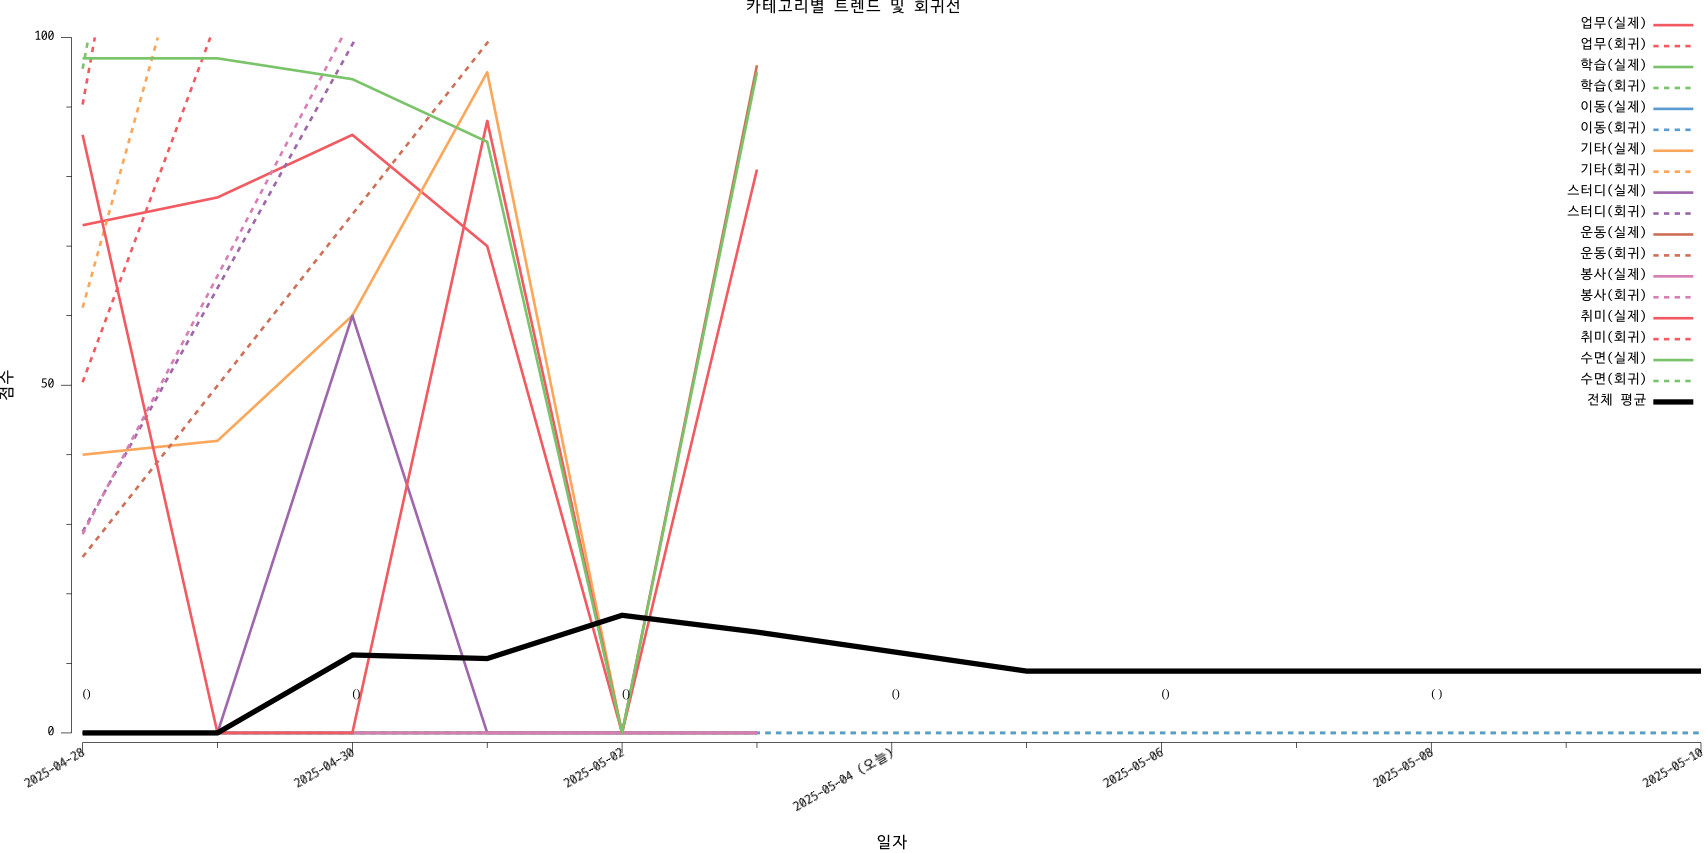 카테고리별 트렌드 및 회귀선
업무(실제)
업무(회귀)
학습(실제)
학습(회귀)
이동(실제)
이동(회귀)
기타(실제)
기타(회귀)
스터디(실제)
스터디(회귀)
운동(실제)
운동(회귀)
봉사(실제)
봉사(회귀)
취미(실제)
취미(회귀)
수면(실제)
수면(회귀)
전체 평균
100
50
0
점수
() () () () () ( )
2025-04-28 2025-04-30 2025-05-02 2025-05-04 (오늘) 2025-05-06 2025-05-08 2025-05-10
일자